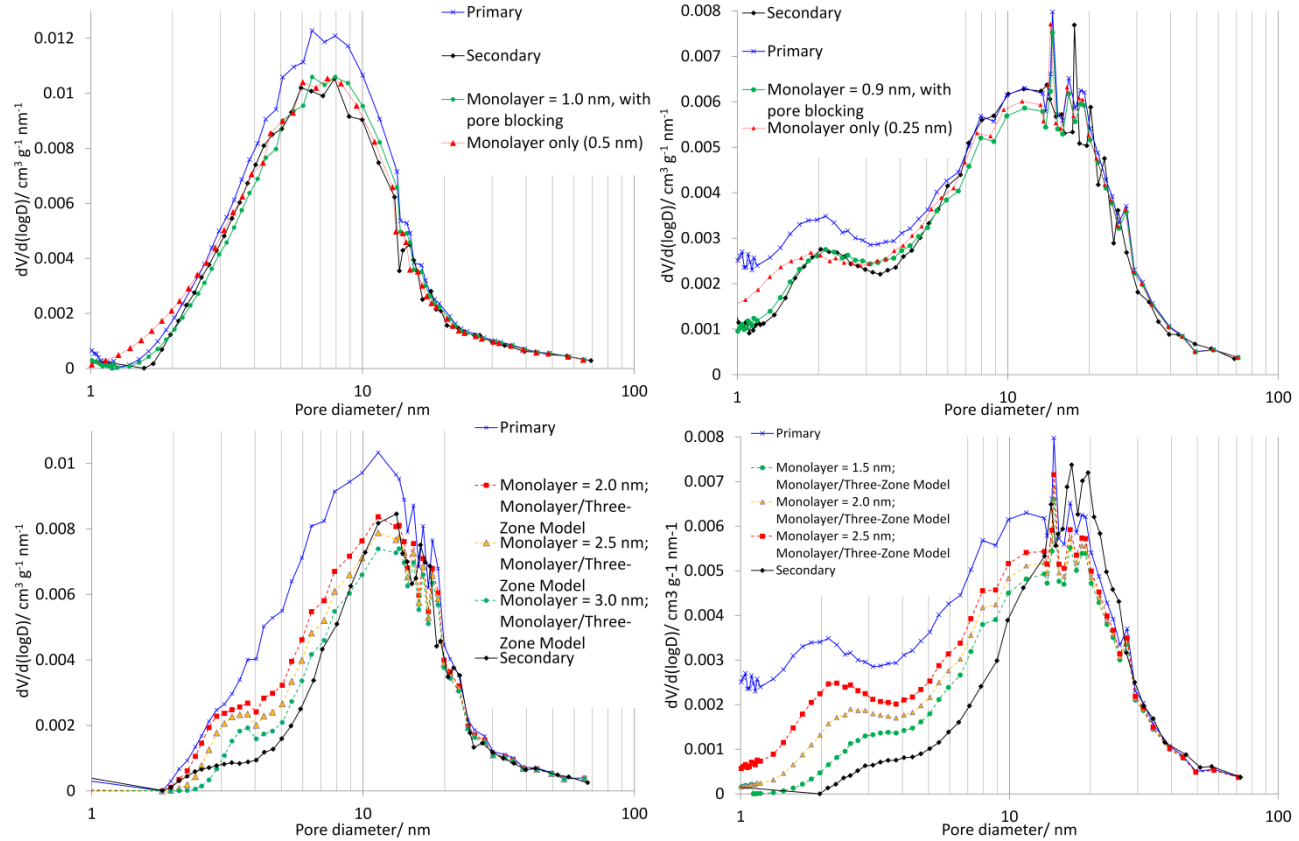 0.012
0.01
0.008
0.006
0.004
0.002
0
dV/d(logD)/ cm³ g⁻¹ nm⁻¹
Primary
Secondary
Monolayer = 1.0 nm, with
pore blocking
Monolayer only (0.5 nm)
1
10
100
Pore diameter/ nm
0.008
0.007
0.006
0.005
0.004
0.003
0.002
0.001
0
dV/d(logD)/ cm³ g⁻¹ nm⁻¹
Secondary
Primary
Monolayer = 0.9 nm, with
pore blocking
Monolayer only (0.25 nm)
1
10
100
Pore diameter/ nm
0.01
0.008
0.006
0.004
0.002
0
dV/d(logD)/ cm³ g⁻¹ nm⁻¹
Primary
Monolayer = 2.0 nm;
Monolayer/Three-
Zone Model
Monolayer = 2.5 nm;
Monolayer/Three-
Zone Model
Monolayer = 3.0 nm;
Monolayer/Three-
Zone Model
Secondary
1
10
100
Pore diameter/ nm
0.008
0.007
0.006
0.005
0.004
0.003
0.002
0.001
0
dV/d(logD)/ cm³ g-1 nm-1
Primary
Monolayer = 1.5 nm;
Monolayer/Three-Zone Model
Monolayer = 2.0 nm;
Monolayer/Three-Zone Model
Monolayer = 2.5 nm;
Monolayer/Three-Zone Model
Secondary
1
10
100
Pore diameter/ nm